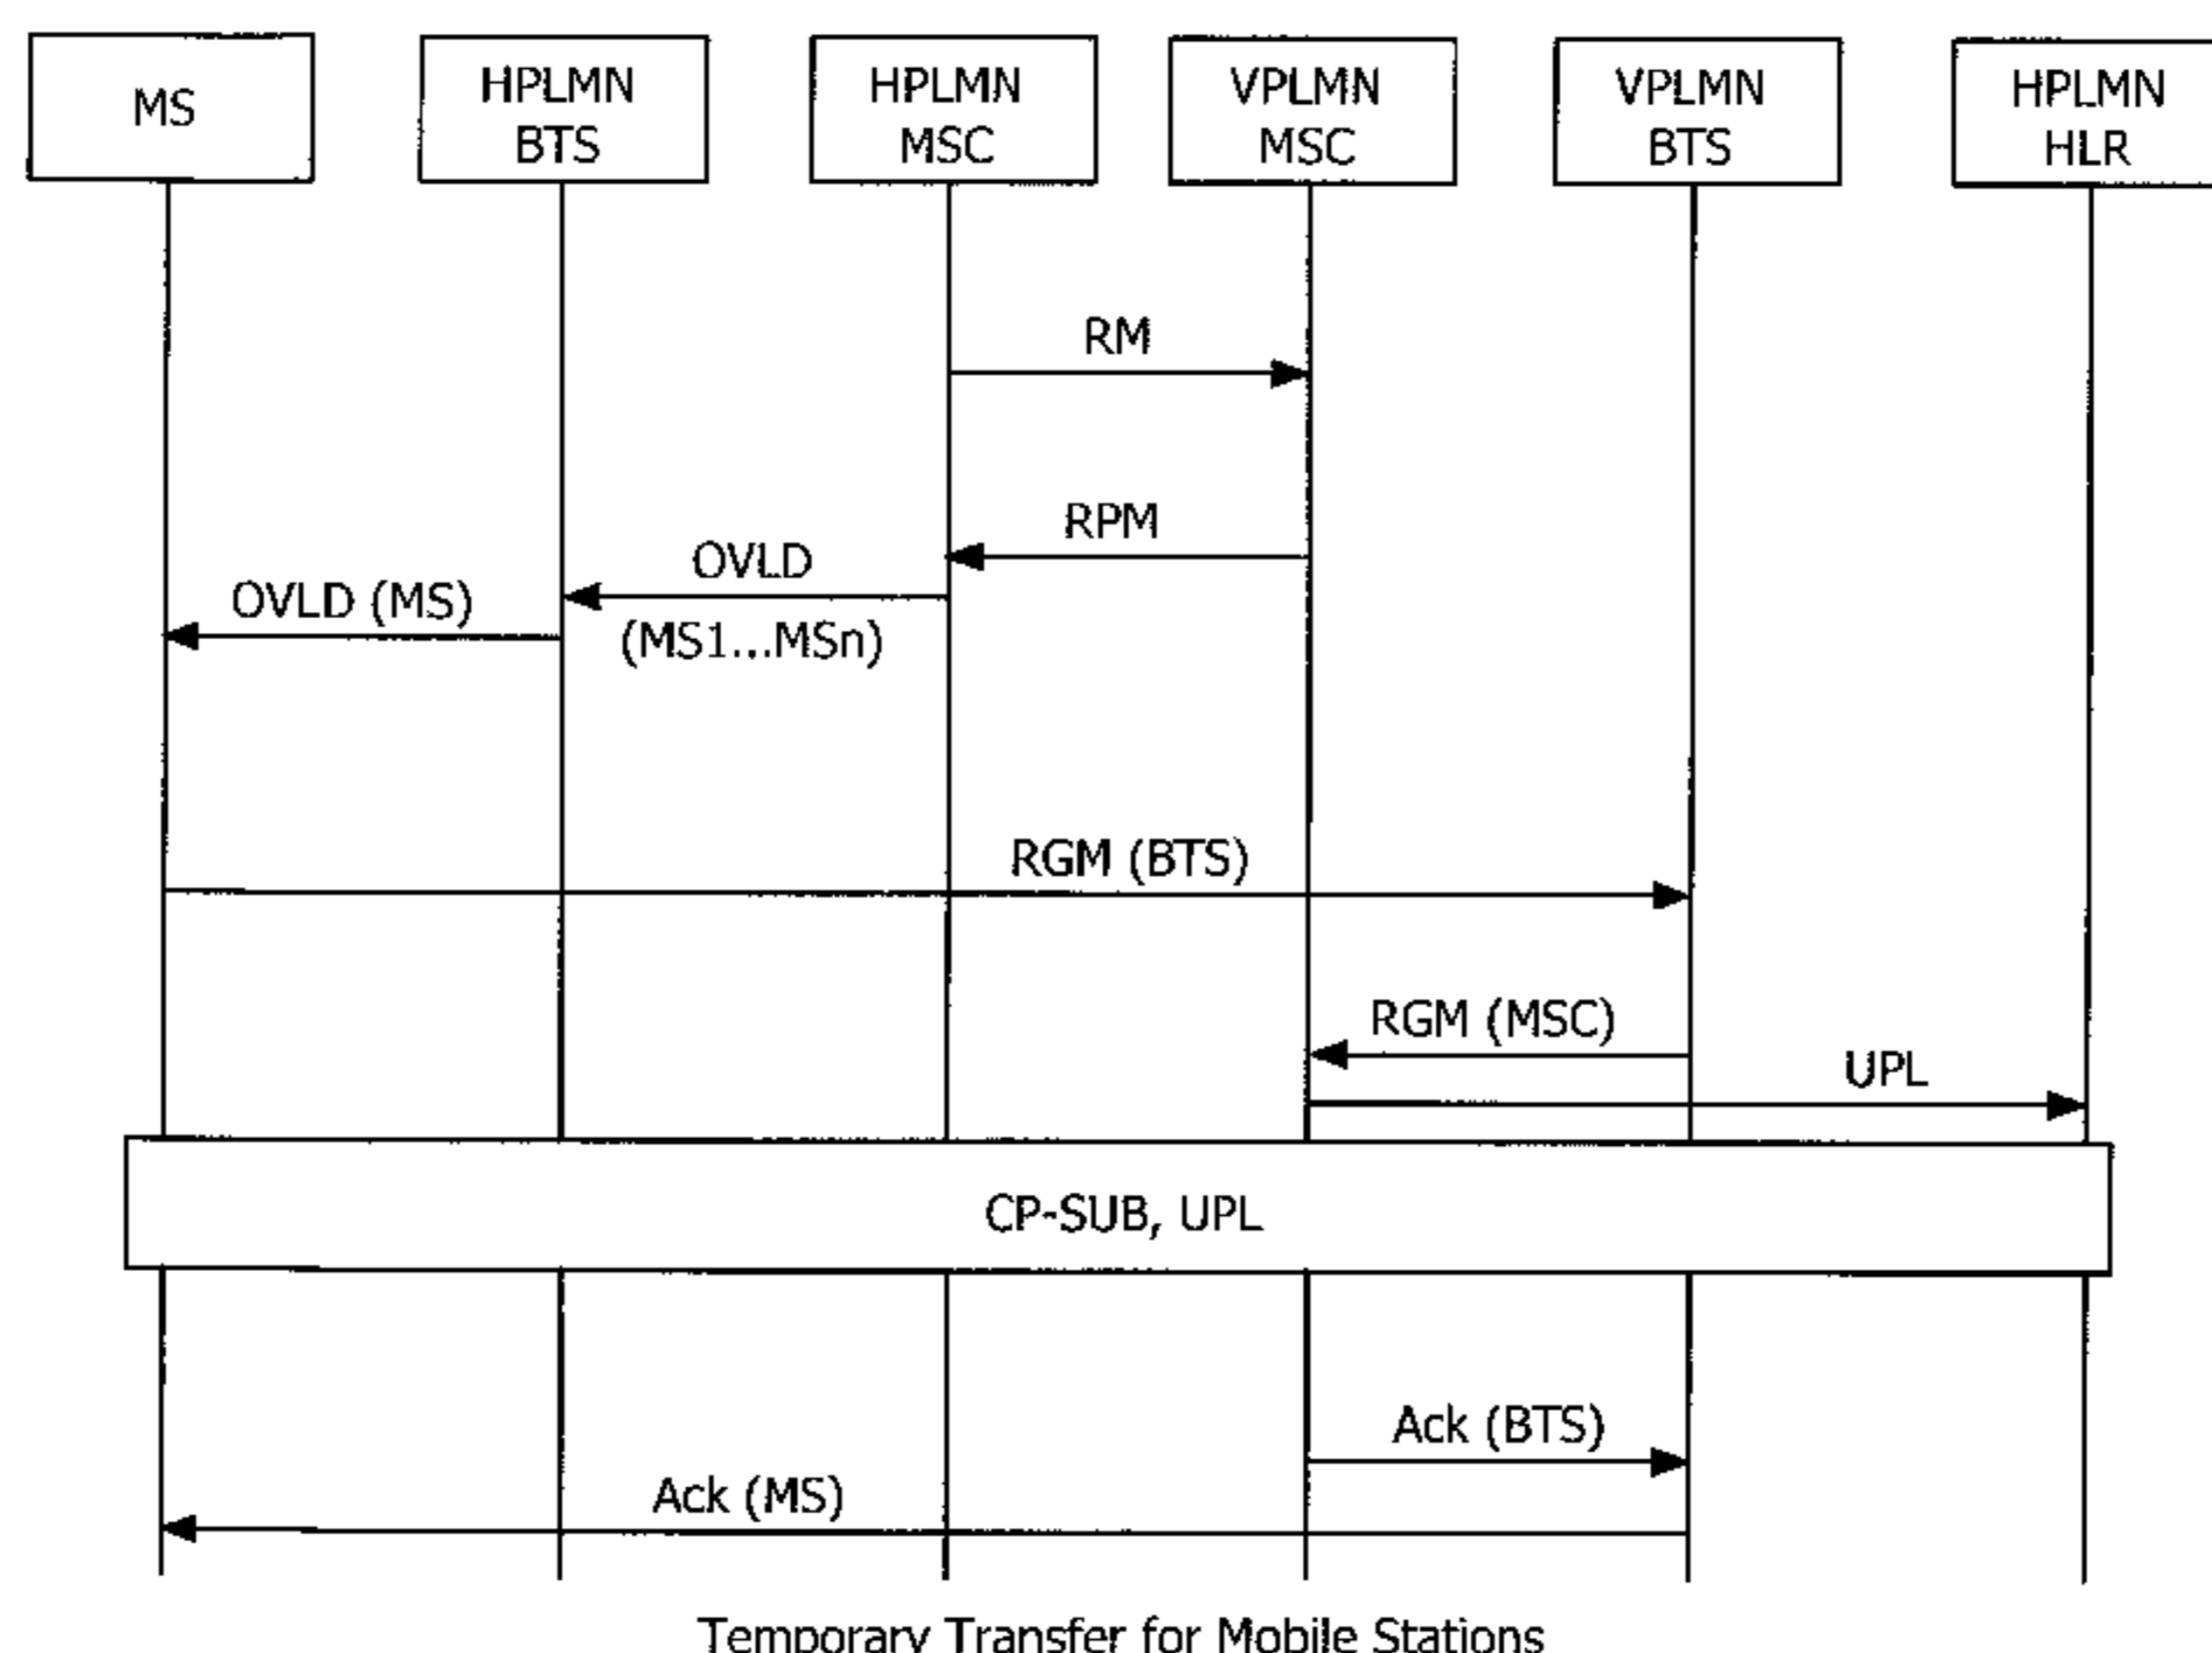 MS
HPLMN
BTS
HPLMN
MSC
VPLMN
MSC
VPLMN
BTS
HPLMN
HLR
RM
RPM
OVLD
OVLD (MS)
(MS1...MSn)
RGM (BTS)
RGM (MSC)
UPL
CP-SUB, UPL
Ack (BTS)
Ack (MS)
Temporary Transfer for Mobile Stations